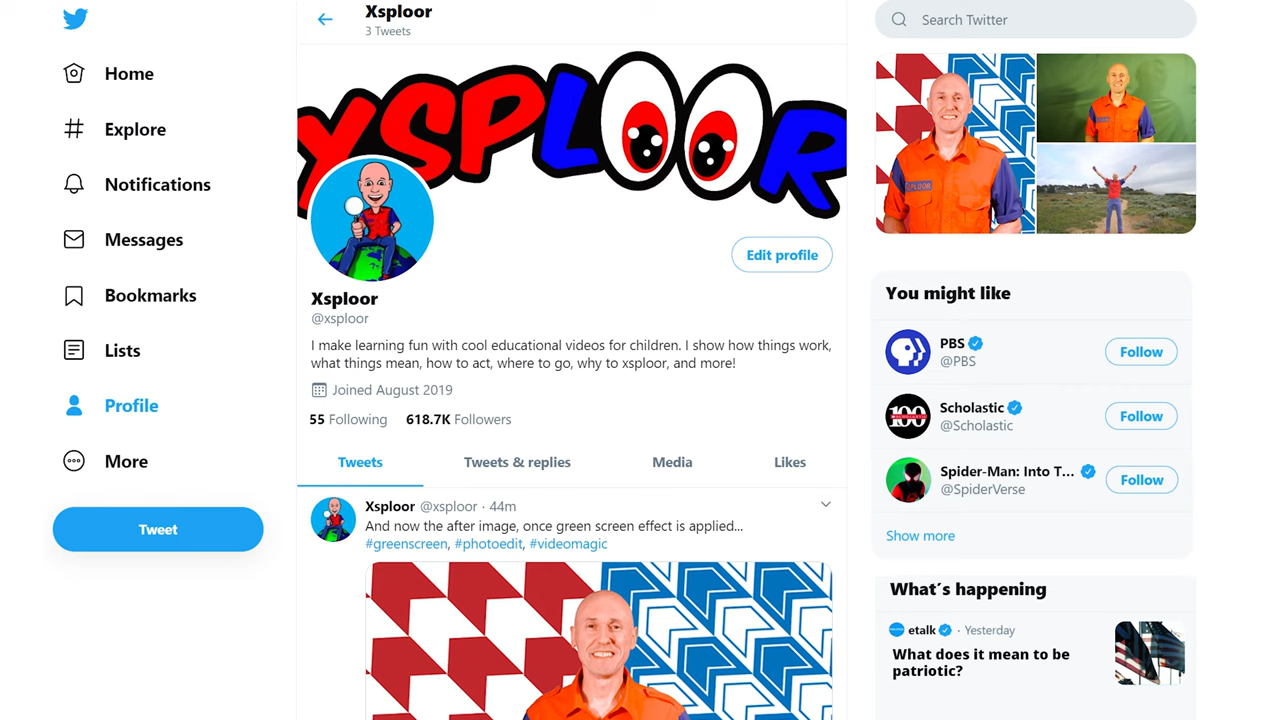 Home
Explore
Notifications
Messages
Bookmarks
Lists
Profile
More
Tweet
Xsploor
3 Tweets
XSPLOOR
Edit profile
Xsploor
@xsploor
I make learning fun with cool educational videos for children. I show how things work,
what things mean, how to act, where to go, why to xsploor, and more!
Joined August 2019
55 Following 618.7K Followers
Tweets Tweets & replies Media Likes
Xsploor @xsploor · 44m
And now the after image, once green screen effect is applied...
#greenscreen, #photoedit, #videomagic
Search Twitter
You might like
PBS
@PBS
Follow
100
Scholastic
@Scholastic
Follow
Spider-Man: Into T...
@SpiderVerse
Follow
Show more
What´s happening
etalk · Yesterday
What does it mean to be
patriotic?